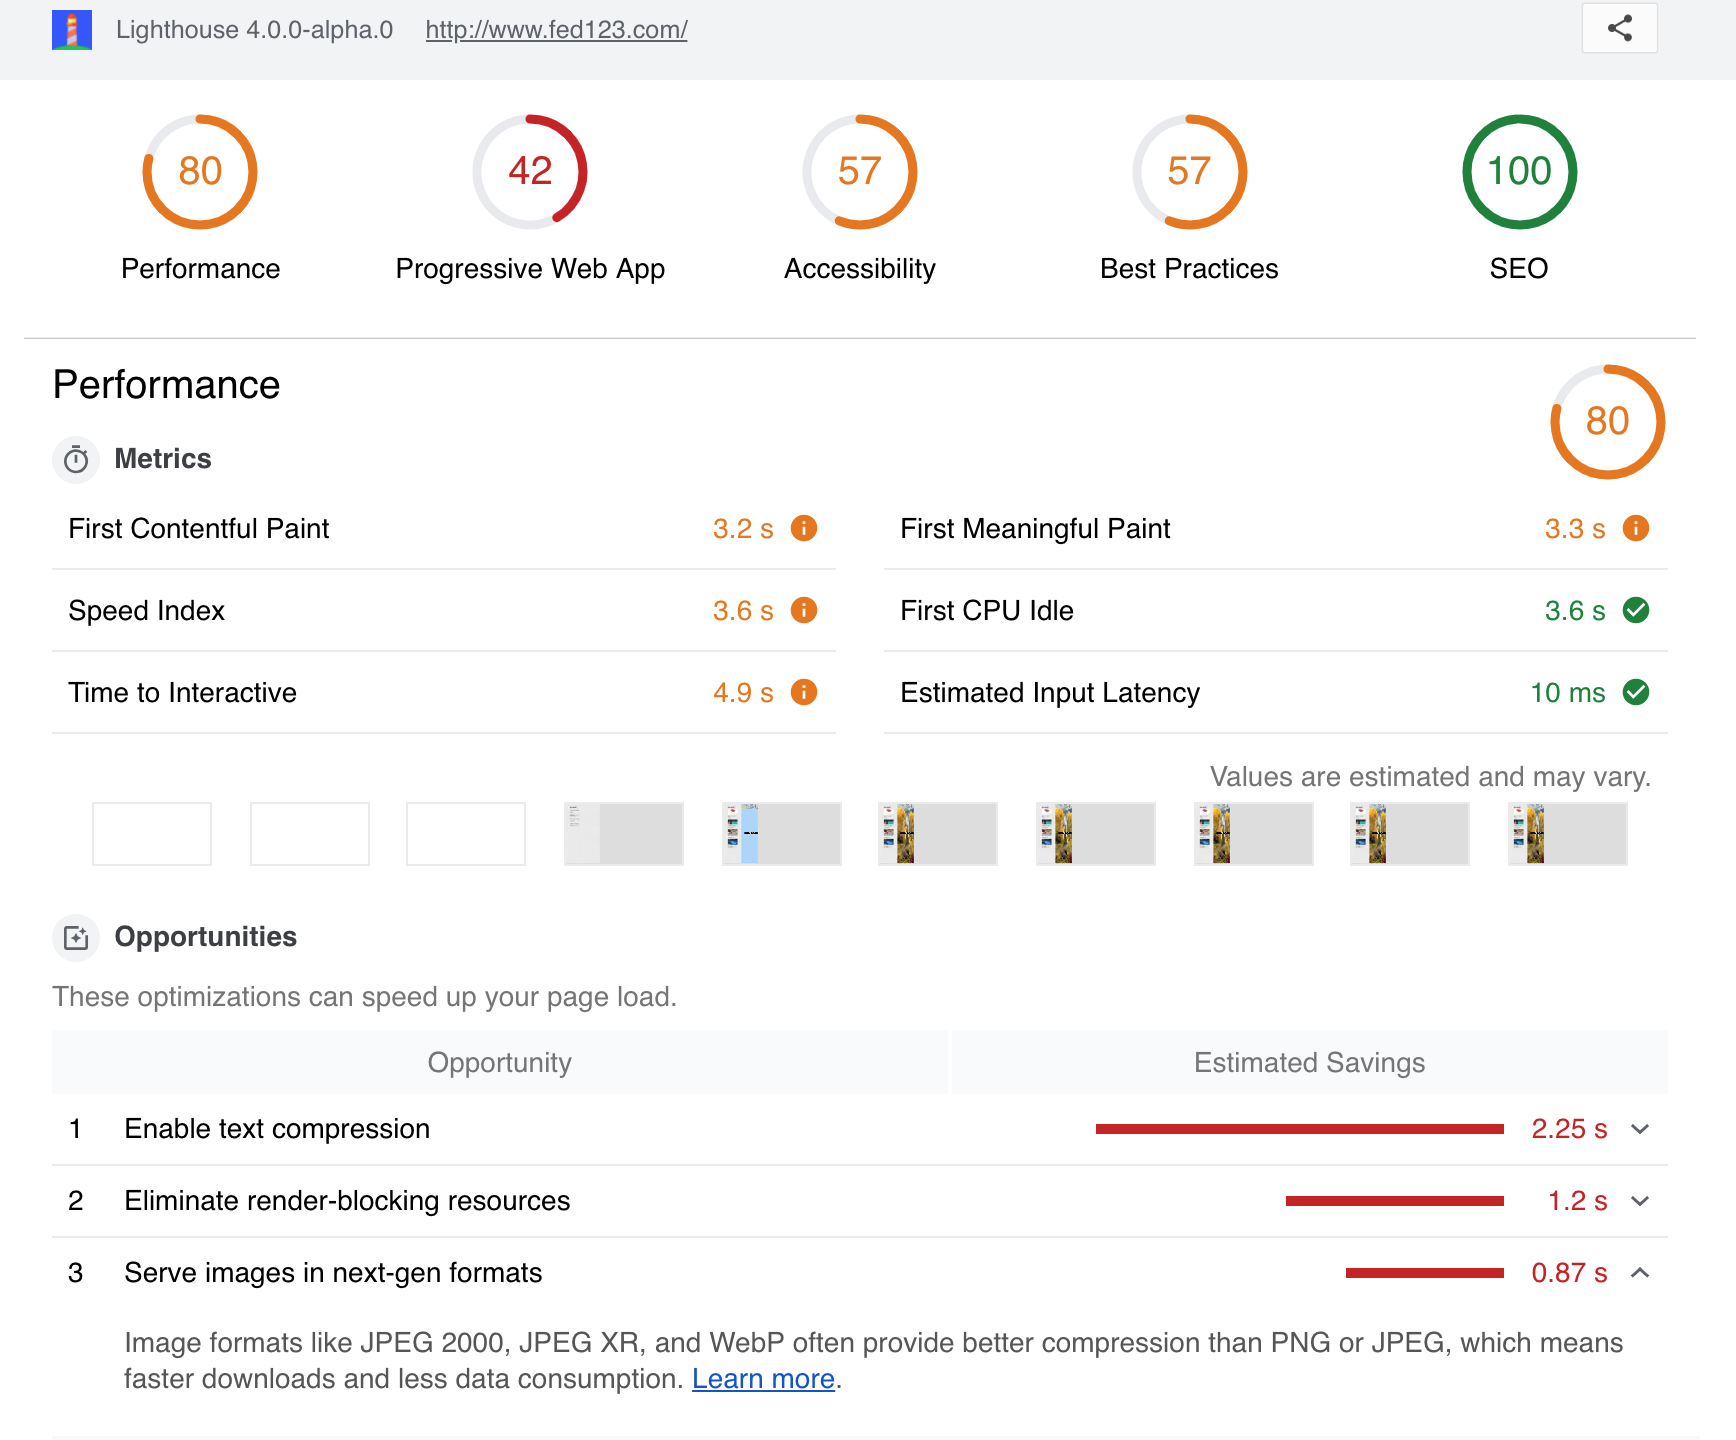 Lighthouse 4.0.0-alpha.0 http://www.fed123.com/
80 42 57 57 100
Performance Progressive Web App Accessibility Best Practices SEO
Performance
80
Metrics
First Contentful Paint 3.2 s
First Meaningful Paint 3.3 s
Speed Index 3.6 s
First CPU Idle 3.6 s
Time to Interactive 4.9 s
Estimated Input Latency 10 ms
Values are estimated and may vary.
Opportunities
These optimizations can speed up your page load.
Opportunity Estimated Savings
1 Enable text compression 2.25 s
2 Eliminate render-blocking resources 1.2 s
3 Serve images in next-gen formats 0.87 s
Image formats like JPEG 2000, JPEG XR, and WebP often provide better compression than PNG or JPEG, which means
faster downloads and less data consumption. Learn more.